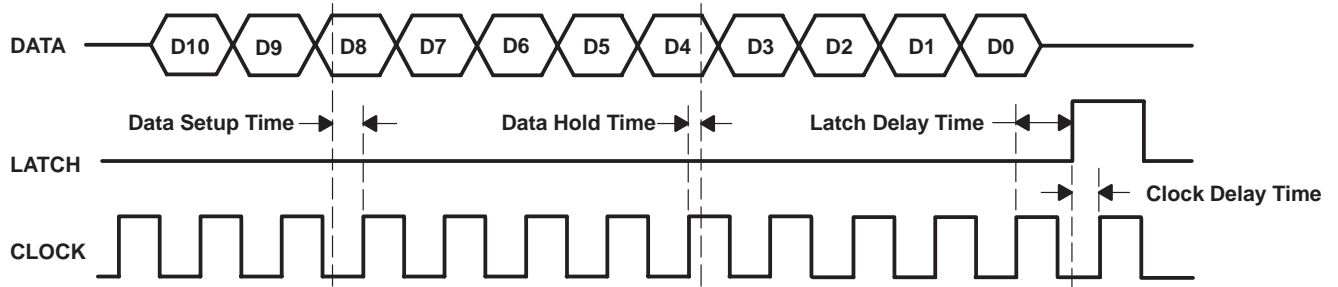 DATA D10 D9 D8 D7 D6 D5 D4 D3 D2 D1 D0
Data Setup Time Data Hold Time Latch Delay Time
LATCH
Clock Delay Time
CLOCK